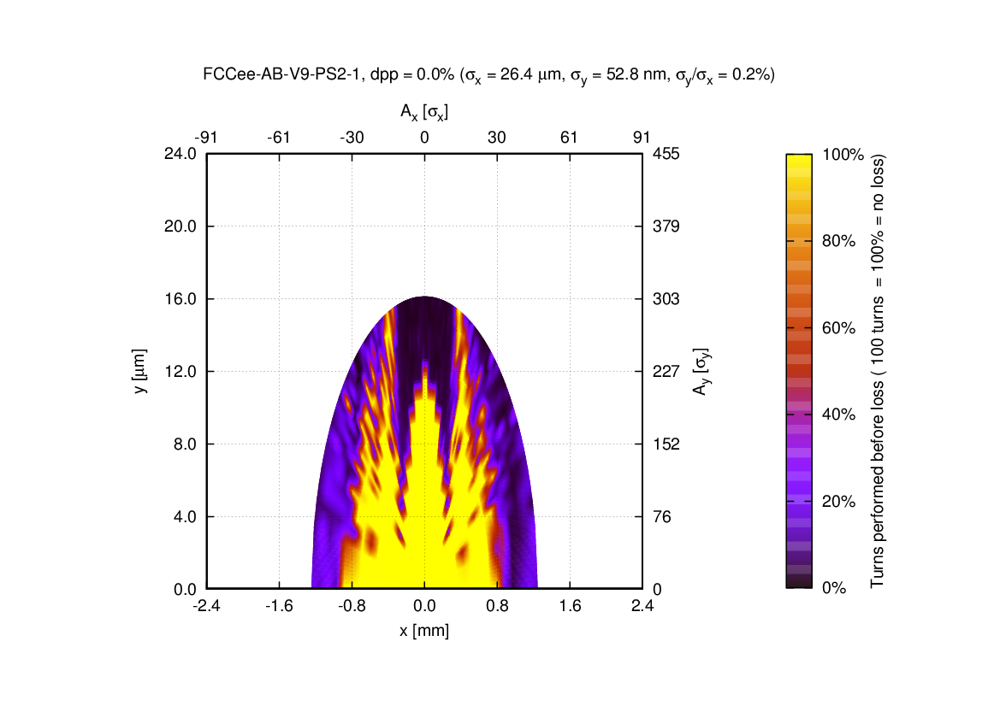 FCCee-AB-V9-PS2-1, dpp = 0.0% (σx = 26.4 μm, σy = 52.8 nm, σy/σx = 0.2%)
Ax [σx]
-91 -61 -30 0 30 61 91
24.0 455 100%
20.0 379
80%
16.0 303
60%
y [μm] 12.0 227 Ay [σy]
40%
8.0 152
20%
4.0 76
0.0 0 0%
-2.4 -1.6 -0.8 0.0 0.8 1.6 2.4
x [mm]
Turns performed before loss ( 100 turns = 100% = no loss)